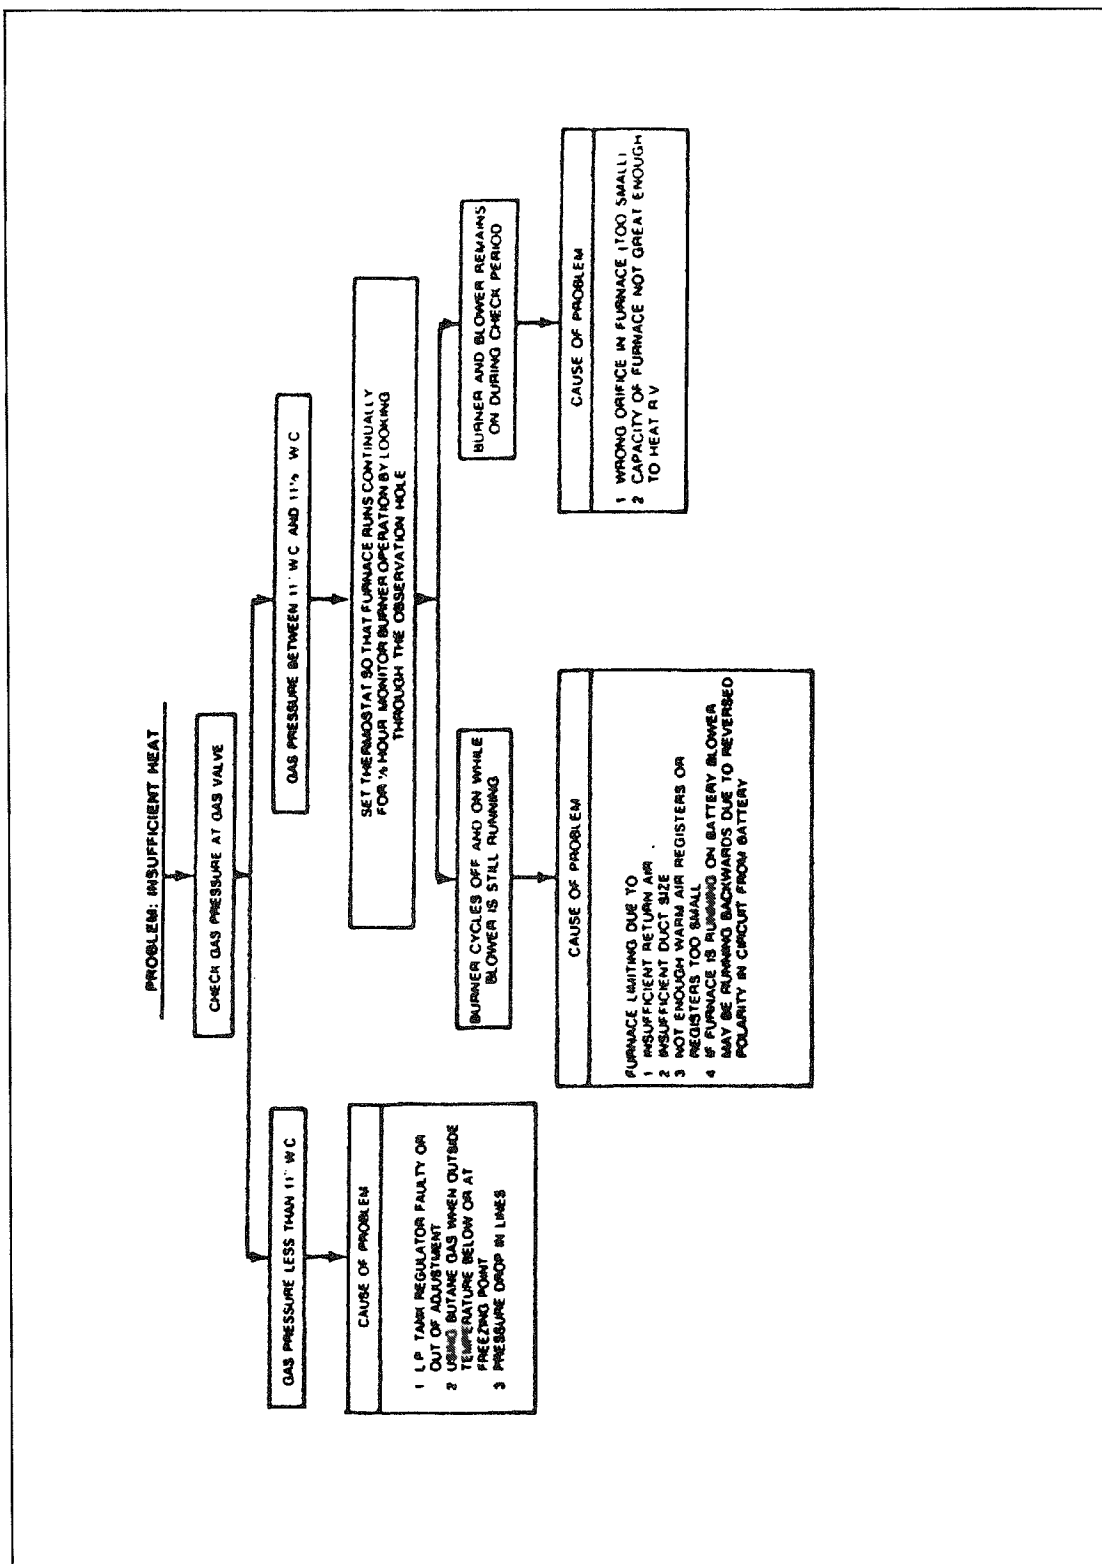 PROBLEM: INSUFFICIENT HEAT
CHECK GAS PRESSURE AT GAS VALVE
GAS PRESSURE LESS THAN 11" WC
CAUSE OF PROBLEM
1 L P TANK REGULATOR FAULTY OR
OUT OF ADJUSTMENT
2 USING BUTANE GAS WHEN OUTSIDE
TEMPERATURE BELOW OR AT
FREEZING POINT
3 PRESSURE DROP IN LINES
GAS PRESSURE BETWEEN 11" WC AND WC
SET THERMOSTAT SO THAT FURNACE RUNS CONTINUALLY
FOR HOUR MONITOR BURNER OPERATION BY LOOKING
THROUGH THE OBSERVATION HOLE
BURNER CYCLES OFF AND ON WHILE
BLOWER IS STILL RUNNING
CAUSE OF PROBLEM
FURNACE LIMITING DUE TO
1 INSUFFICIENT RETURN AIR
2 INSUFFICIENT DUCT SIZE
3 NOT ENOUGH WARM AIR REGISTERS OR
REGISTERS TOO SMALL
4 IF FURNACE IS RUNNING ON BATTERY BLOWER
MAY BE RUNNING BACKWARDS DUE TO REVERSED
POLARITY IN CIRCUIT FROM BATTERY
BURNER AND BLOWER REMAINS
ON DURING CHECK PERIOD
CAUSE OF PROBLEM
1 WRONG ORIFICE IN FURNACE (TOO SMALL)
2 CAPACITY OF FURNACE NOT GREAT ENOUGH
TO HEAT R V